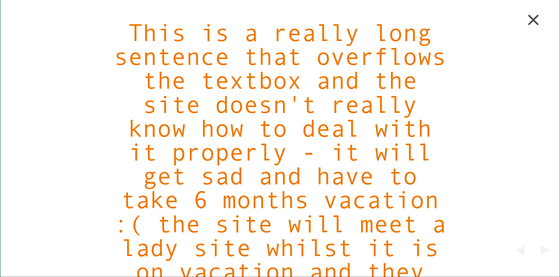 This is a really long
sentence that overflows
the textbox and the
site doesn't really
know how to deal with
it properly - it will
get sad and have to
take 6 months vacation
:( the site will meet a
lady site whilst it is
on vacation and they